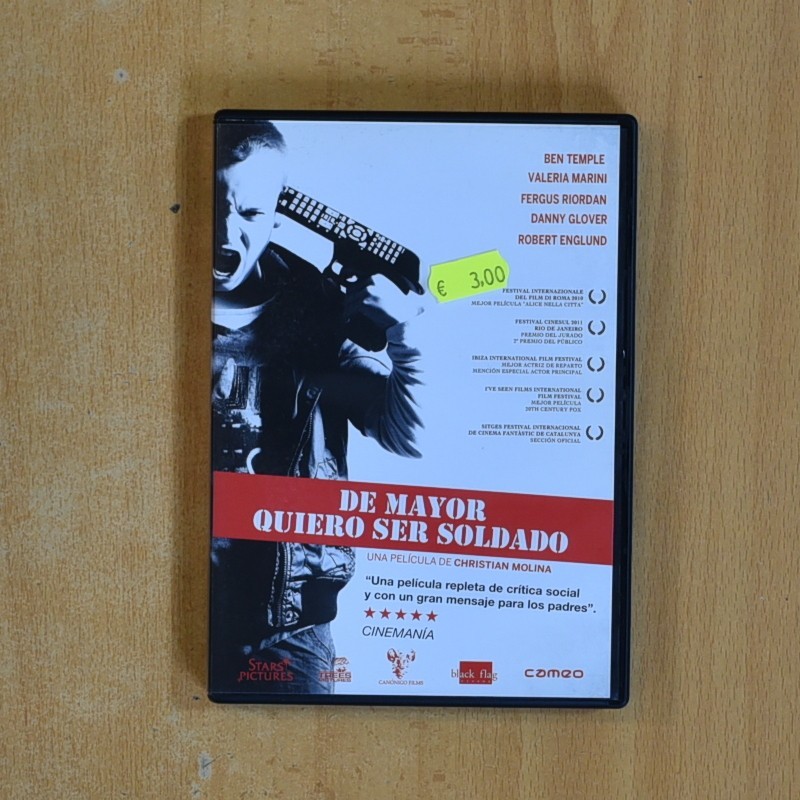 BEN TEMPLE
VALERIA MARINI
FERGUS RIORDAN
DANNY GLOVER
ROBERT ENGLUND
€ 3,00
FESTIVAL INTERNAZIONALE
DEL FILM DI ROMA 2010
MEJOR PELÍCULA "ALICE NELLA CITTA"
FESTIVAL CINESUL 2011
RIO DE JANEIRO
PREMIO DEL JURADO
2º PREMIO DEL PÚBLICO
IBIZA INTERNATIONAL FILM FESTIVAL
MEJOR ACTRIZ DE REPARTO
MENCIÓN ESPECIAL ACTOR PRINCIPAL
I'VE SEEN FILMS INTERNATIONAL
FILM FESTIVAL
MEJOR PELÍCULA
20TH CENTURY FOX
SITGES FESTIVAL INTERNACIONAL
DE CINEMA FANTÀSTIC DE CATALUNYA
SECCIÓN OFICIAL
DE MAYOR
QUIERO SER SOLDADO
UNA PELÍCULA DE CHRISTIAN MOLINA
"Una película repleta de crítica social
y con un gran mensaje para los padres".
CINEMANÍA
STARS PICTURES
CANÓNIGO FILMS
black flag
cameo